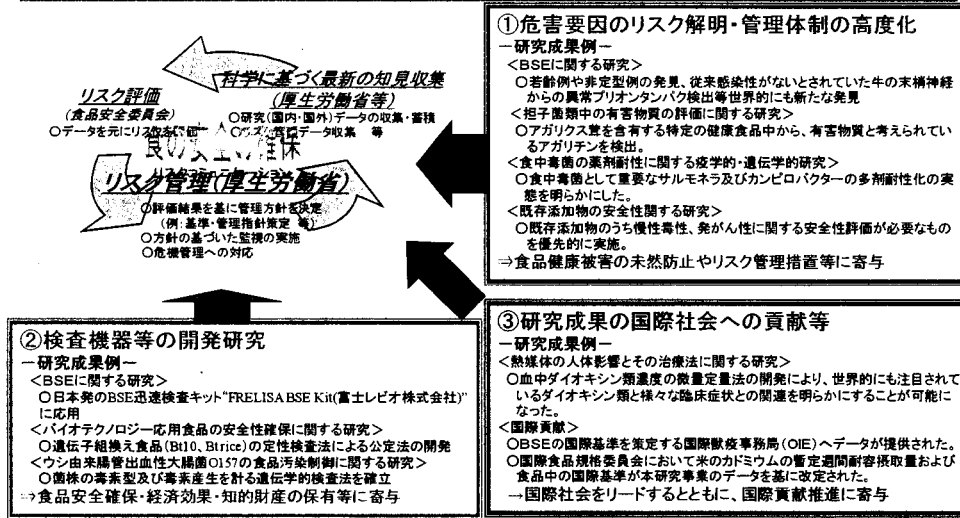 リスク評価
(食品安全委員会)
○データを元にリスクを評価
科学に基づく最新の知見収集
(厚生労働省等)
○研究(国内・国外)データの収集・蓄積
データ収集 等
食の安全の確保
リスク管理(厚生労働省)
○評価結果を基に管理方針を決定
(例:基準・管理指針策定 等)
○方針の基づいた監視の実施
○危機管理への対応
①危害要因のリスク解明・管理体制の高度化
ー研究成果例ー
<BSEに関する研究>
○若齢例や非定型例の発見、従来感染性がないとされていた牛の末梢神経
からの異常プリオンタンパク検出等世界的にも新たな発見
<担子菌類中の有害物質の評価に関する研究>
○アガリクス茸を含有する特定の健康食品中から、有害物質と考えられてい
るアガリチンを検出。
<食中毒菌の薬剤耐性に関する疫学的・遺伝学的研究>
○食中毒菌として重要なサルモネラ及びカンピロバクターの多剤耐性化の実
態を明らかにした。
<既存添加物の安全性関する研究>
○既存添加物のうち慢性毒性、発がん性に関する安全性評価が必要なもの
を優先的に実施。
⇒食品健康被害の未然防止やリスク管理措置等に寄与
②検査機器等の開発研究
ー研究成果例ー
<BSEに関する研究>
○日本発のBSE迅速検査キット"FRELISA BSE Kit(富士レビオ株式会社)"
に応用
<バイオテクノロジー応用食品の安全性確保に関する研究>
○遺伝子組換え食品(Bt10、Bt rice)の定性検査法による公定法の開発
<ウシ由来腸管出血性大腸菌O157の食品汚染制御に関する研究>
○菌株の毒素型及び毒素産生を計る遺伝学的検査法を確立
⇒食品安全確保・経済効果・知的財産の保有等に寄与
③研究成果の国際社会への貢献等
ー研究成果例ー
<熱媒体の人体影響とその治療法に関する研究>
○血中ダイオキシン類濃度の微量定量法の開発により、世界的にも注目されて
いるダイオキシン類と様々な臨床症状との関連を明らかにすることが可能に
なった。
<国際貢献>
○BSEの国際基準を策定する国際獣疫事務局(OIE)へデータが提供された。
○国際食品規格委員会において米のカドミウムの暫定週間耐容摂取量および
食品中の国際基準が本研究事業のデータを基に改定された。
→国際社会をリードするとともに、国際貢献推進に寄与